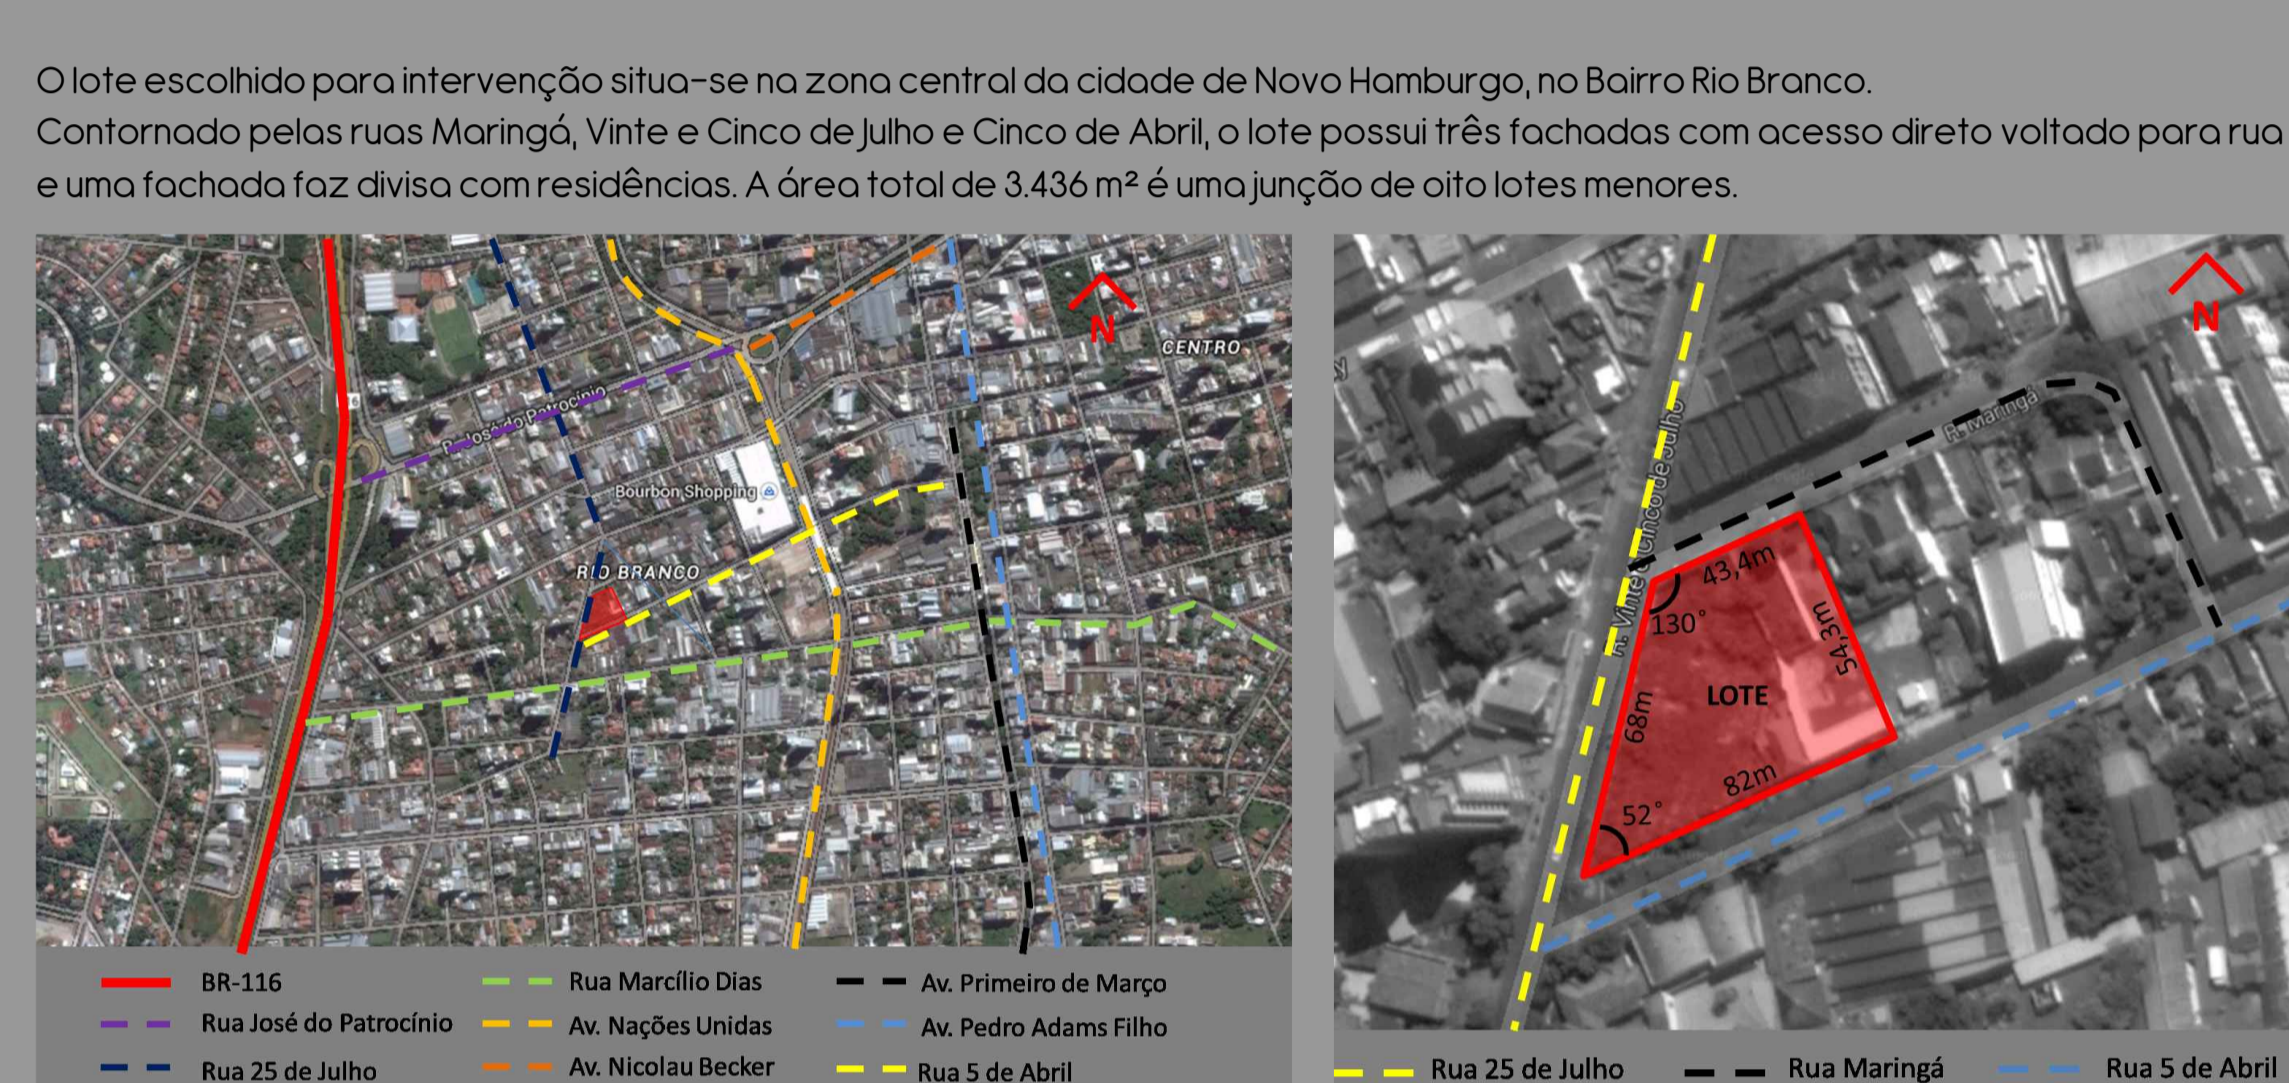 O lote escolhido para intervenção situa-se na zona central da cidade de Novo Hamburgo, no Bairro Rio Branco.
Contornado pelas ruas Maringá, Vinte e Cinco de Julho e Cinco de Abril, o lote possui três fachadas com acesso direto voltado para rua
e uma fachada faz divisa com residências. A área total de 3.436 m² é uma junção de oito lotes menores.
N
CENTRO
R. José do Patrocínio
Bourbon Shopping
RIO BRANCO
BR-116
Rua José do Patrocínio
Rua 25 de Julho
Rua Marcílio Dias
Av. Nações Unidas
Av. Nicolau Becker
Av. Primeiro de Março
Av. Pedro Adams Filho
Rua 5 de Abril
N
R. Maringá
R. Vinte e Cinco de Julho
43,4m
130°
54,3m
LOTE
68m
82m
52°
Rua 25 de Julho
Rua Maringá
Rua 5 de Abril